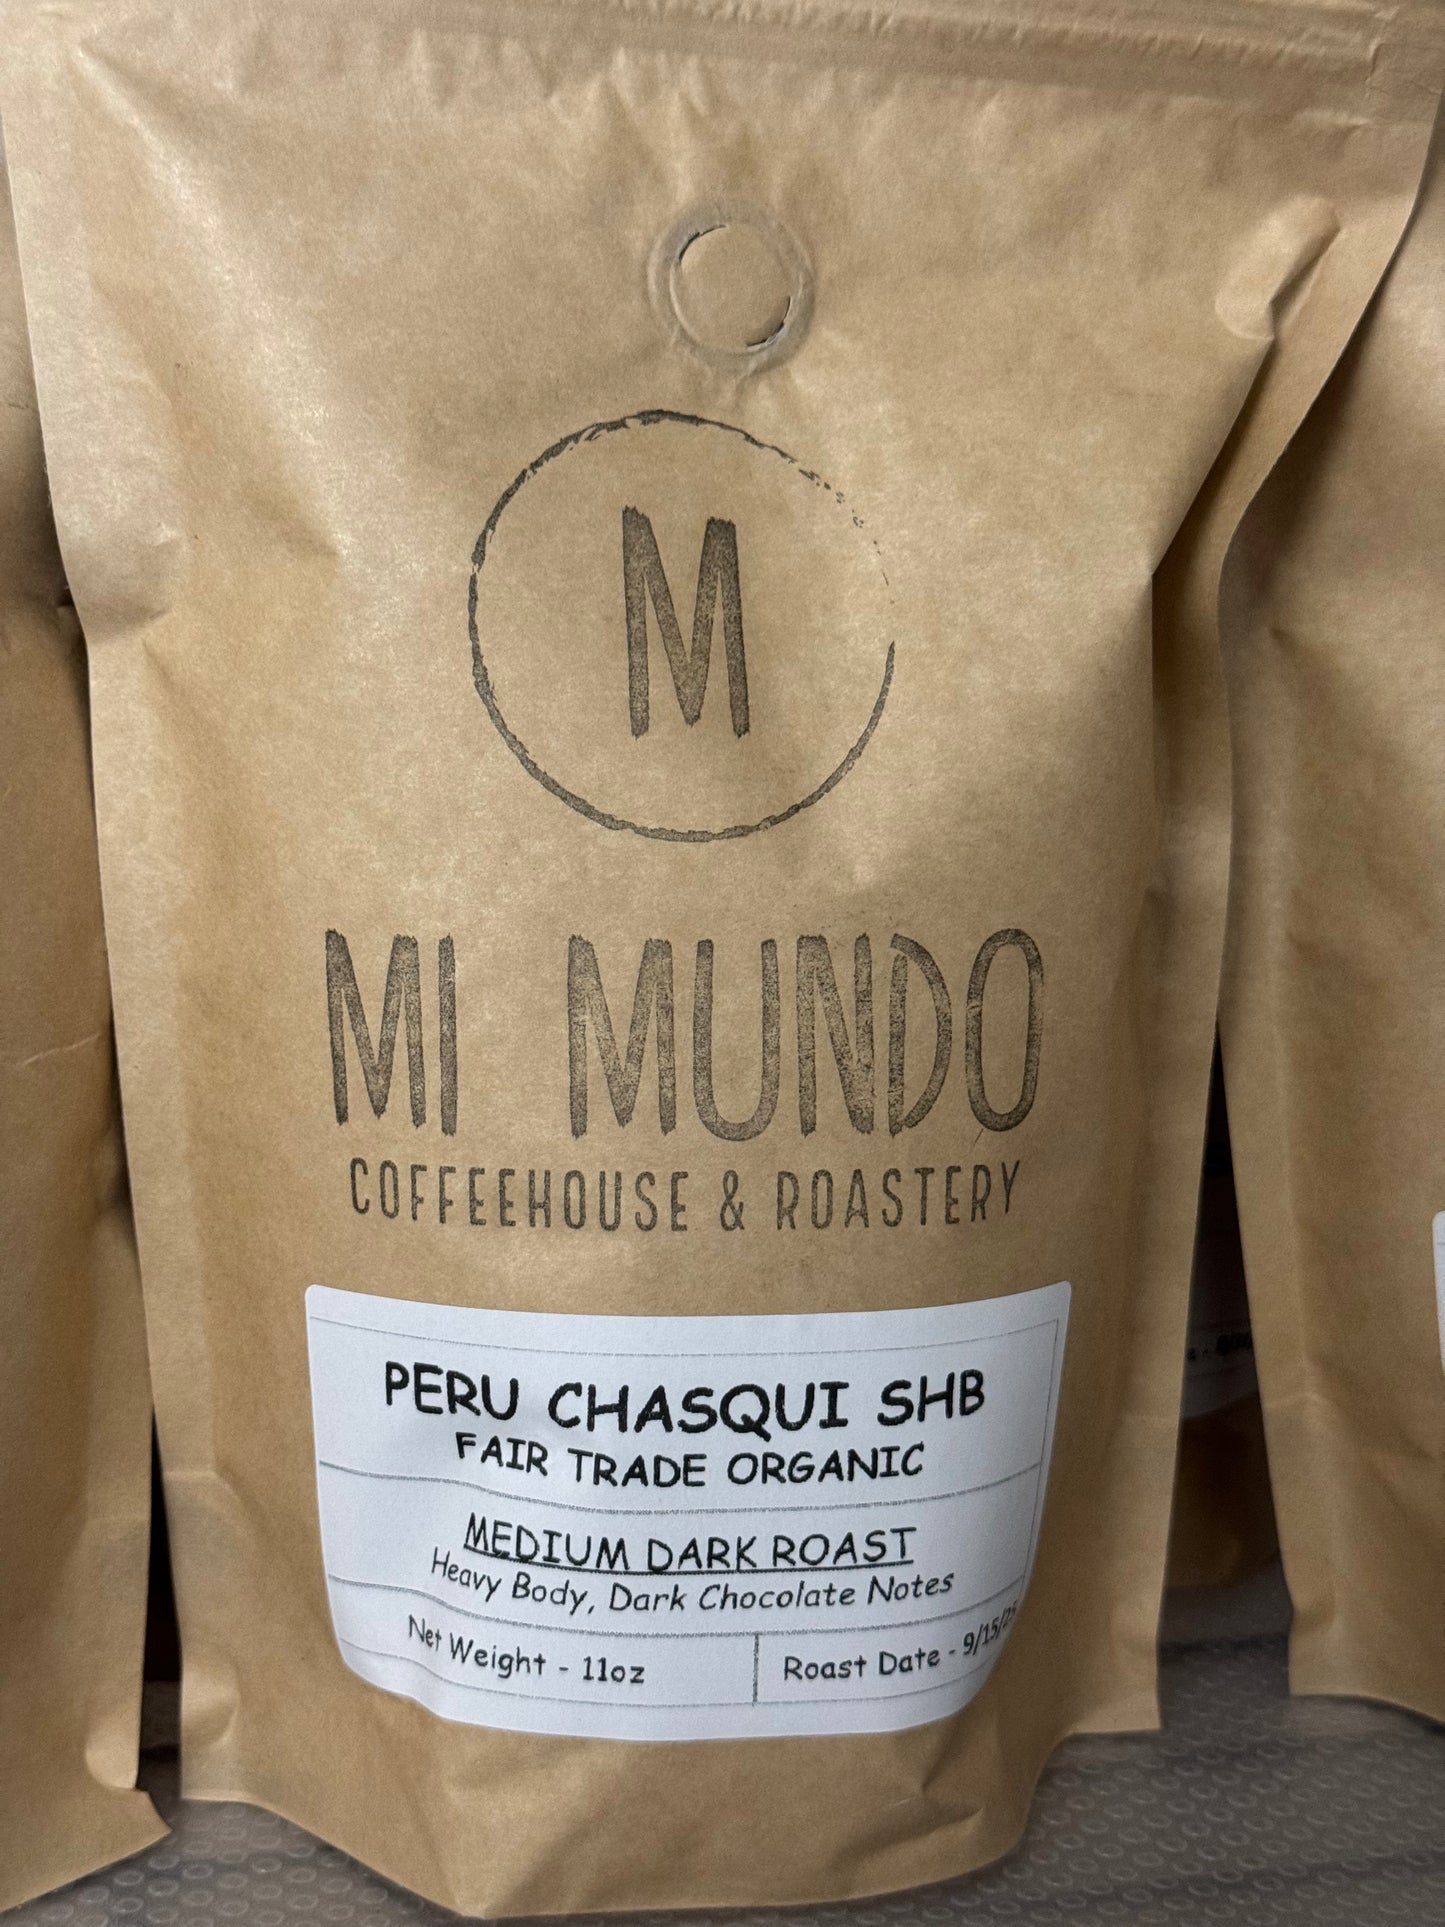 M
MI MUNDO
COFFEEHOUSE & ROASTERY
PERU CHASQUI SHB
FAIR TRADE ORGANIC
MEDIUM DARK ROAST
Heavy Body, Dark Chocolate Notes
Net Weight - 11oz
Roast Date - 9/15/25